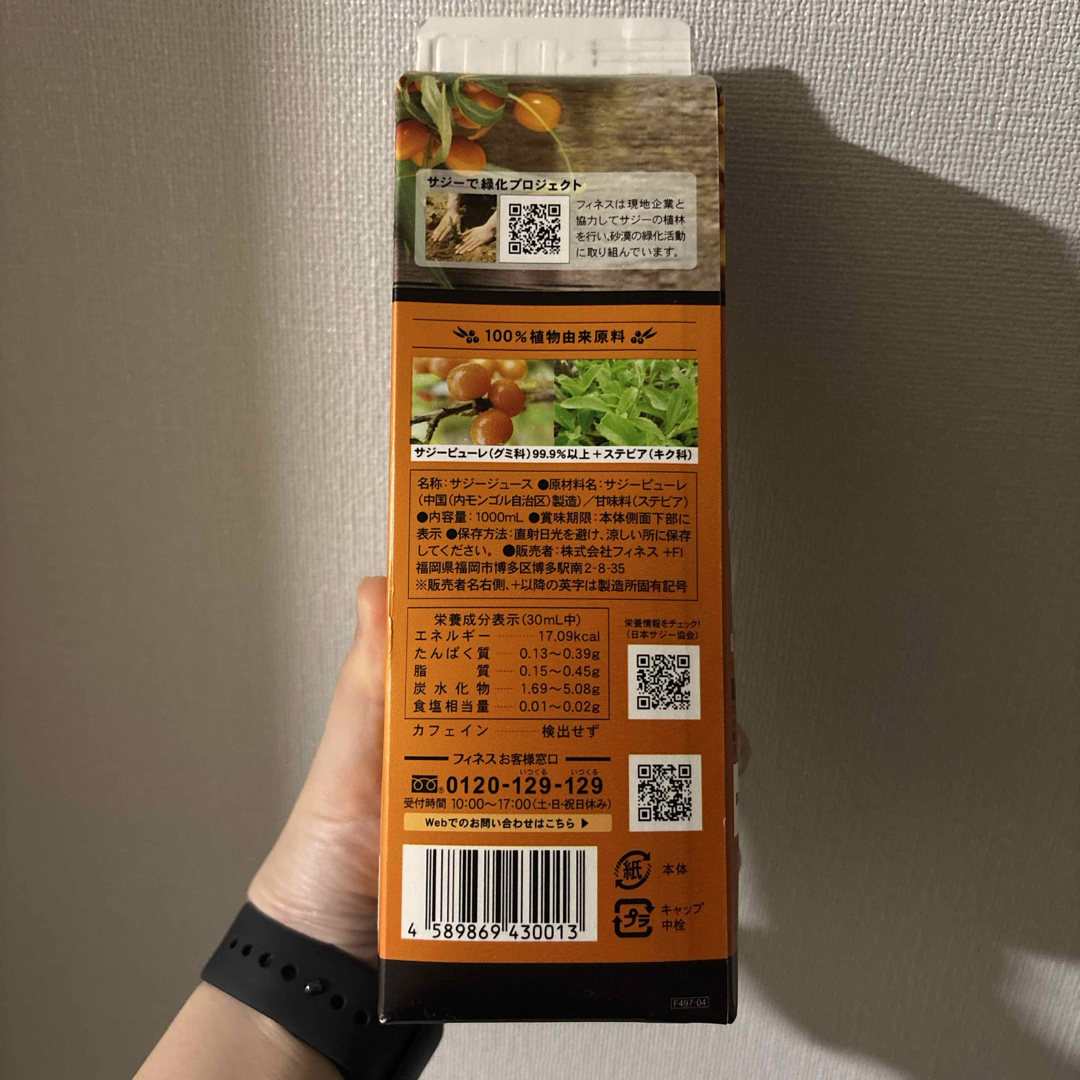 サジーで緑化プロジェクト
フィネスは現地企業と
協力してサジーの植林
を行い、砂漠の緑化活動
に取り組んでいます。
100%植物由来原料
サジーピューレ(グミ科)99.9%以上+ステビア(キク科)
名称:サジージュース ●原材料名:サジーピューレ
(中国(内モンゴル自治区)製造)/甘味料(ステビア)
●内容量:1000mL ●賞味期限:本体側面下部に
表示 ●保存方法:直射日光を避け、涼しい所に保存
してください。 ●販売者:株式会社フィネス +FI
福岡県福岡市博多区博多駅南2-8-35
※販売者名右側、+以降の英字は製造所固有記号
栄養成分表示(30mL中)
エネルギー 17.09kcal
たんぱく質 0.13〜0.39g
脂質 0.15〜0.45g
炭水化物 1.69〜5.08g
食塩相当量 0.01〜0.02g
カフェイン 検出せず
栄養情報をチェック!
(日本サジー協会)
フィネスお客様窓口
いつくる いつくる
0120-129-129
受付時間 10:00〜17:00(土・日・祝日休み)
Webでのお問い合わせはこちら ▶
4 589869 430013
紙 本体
プラ キャップ
中栓
F497-04